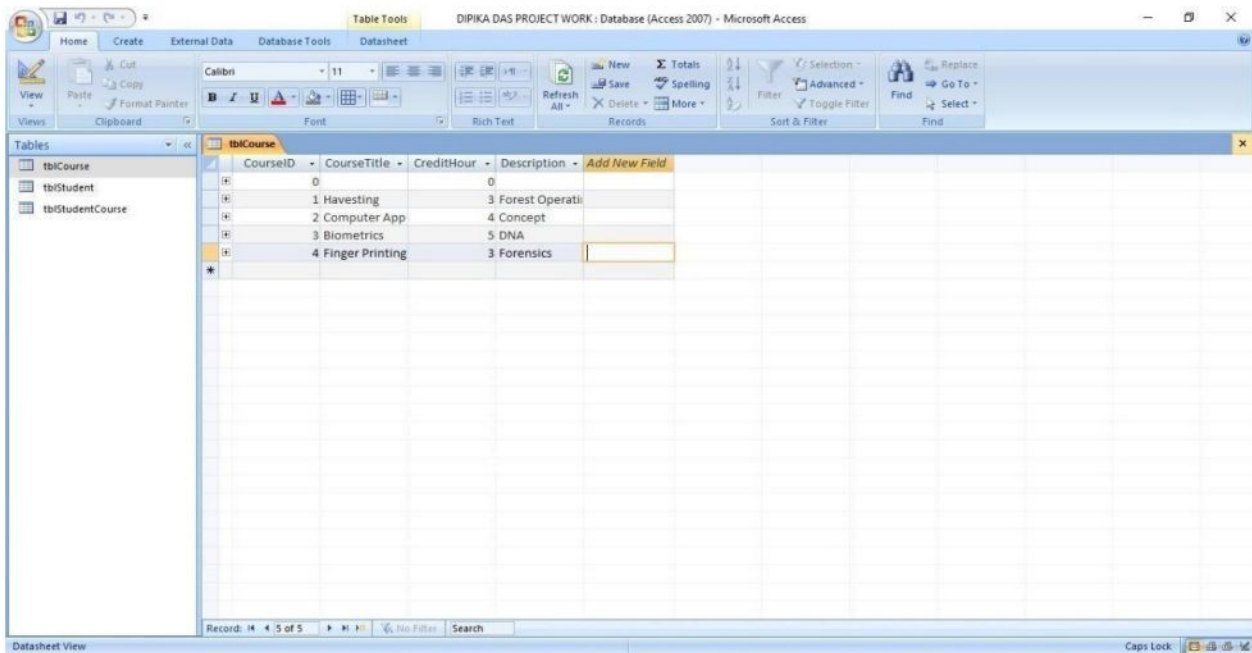 Table Tools DIPIKA DAS PROJECT WORK : Database (Access 2007) - Microsoft Access
Home Create External Data Database Tools Datasheet
View
Views
Paste
Cut
Copy
Format Painter
Clipboard
Calibri 11
B I U A
Font
Rich Text
Refresh
All
New Σ Totals
Save Spelling
Delete More
Records
Filter
Selection
Advanced
Toggle Filter
Sort & Filter
Find
Replace
Go To
Select
Find
Tables
tblCourse
tblStudent
tblStudentCourse
tblCourse
CourseID CourseTitle CreditHour Description Add New Field
0 0
1 Havesting 3 Forest Operati
2 Computer App 4 Concept
3 Biometrics 5 DNA
4 Finger Printing 3 Forensics
Record: 5 of 5 No Filter Search
Datasheet View Caps Lock